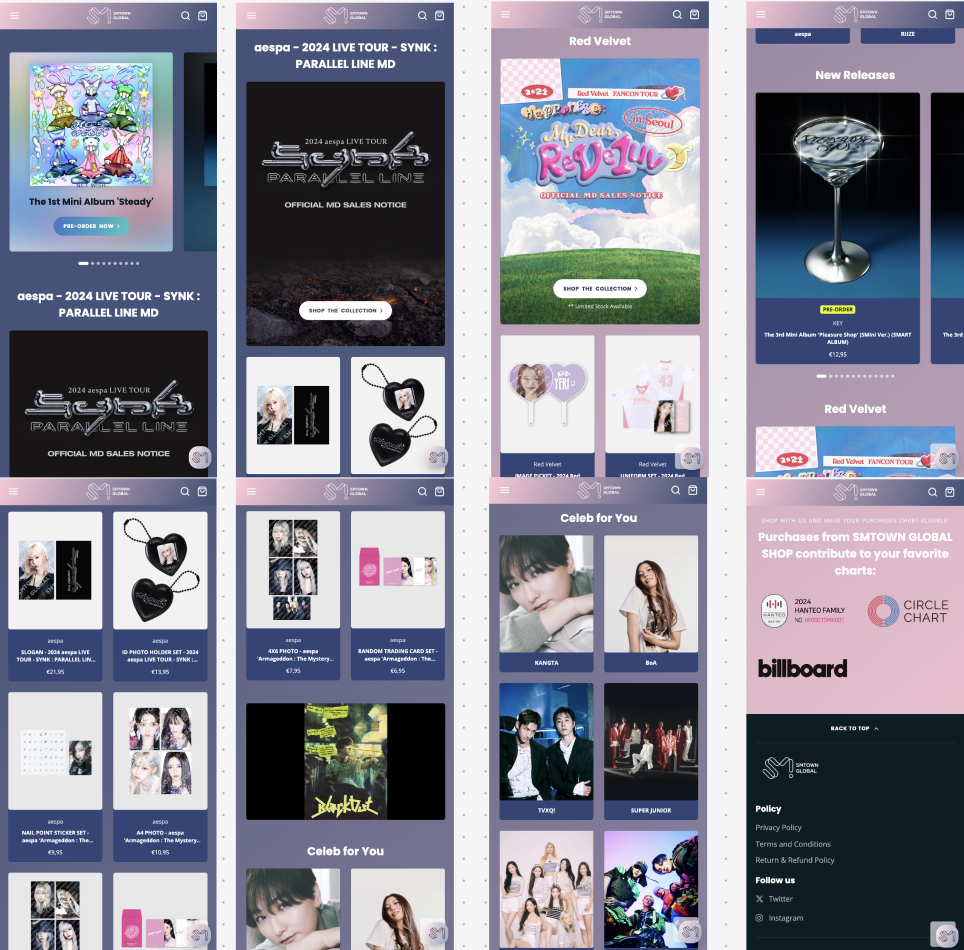 SMTOWN
GLOBAL
NCT WISH
The 1st Mini Album 'Steady'
PRE-ORDER NOW
aespa - 2024 LIVE TOUR - SYNK :
PARALLEL LINE MD
2024 aespa LIVE TOUR
SYNK
PARALLEL LINE
OFFICIAL MD SALES NOTICE
SMTOWN
GLOBAL
aespa - 2024 LIVE TOUR - SYNK :
PARALLEL LINE MD
2024 aespa LIVE TOUR
SYNK
PARALLEL LINE
OFFICIAL MD SALES NOTICE
SHOP THE COLLECTION
SMTOWN
GLOBAL
Red Velvet
2024
Red Velvet FANCON TOUR
HAPPINESS:
My Dear,
ReVe1uv
in Seoul
OFFICIAL MD SALES NOTICE
SHOP THE COLLECTION
** Limited Stock Available
YERI
43
Red Velvet
IMAGE PICKET - 2024 Red
Red Velvet
UNIFORM SET - 2024 Red
SMTOWN
GLOBAL
aespa
RIIZE
New Releases
PRE-ORDER
KEY
The 3rd Mini Album 'Pleasure Shop' (SMini Ver.) (SMART
ALBUM)
€12,95
The 3rd
Red Velvet
2024
Red Velvet FANCON TOUR
SMTOWN
GLOBAL
aespa
SLOGAN - 2024 aespa LIVE
TOUR - SYNK : PARALLEL LIN...
€21,95
aespa
ID PHOTO HOLDER SET - 2024
aespa LIVE TOUR - SYNK :...
€13,95
NAIL POINT STICKER SET -
aespa 'Armageddon : The...
€9,95
aespa
A4 PHOTO - aespa
'Armageddon : The Mystery...
€10,95
SMTOWN
GLOBAL
aespa
4X6 PHOTO - aespa
'Armageddon : The Mystery...
€7,95
aespa
RANDOM TRADING CARD SET -
aespa 'Armageddon : The...
€6,95
Blackout
Celeb for You
SMTOWN
GLOBAL
Celeb for You
KANGTA
BoA
TVXQ!
SUPER JUNIOR
SMTOWN
GLOBAL
SHOP WITH US AND MAKE YOUR PURCHASES CHART ELIGIBLE!
Purchases from SMTOWN GLOBAL
SHOP contribute to your favorite
charts:
HANTEO
2024
HANTEO FAMILY
CIRCLE
CHART
billboard
BACK TO TOP
SMTOWN
GLOBAL
Policy
Privacy Policy
Terms and Conditions
Return & Refund Policy
Follow us
Twitter
Instagram